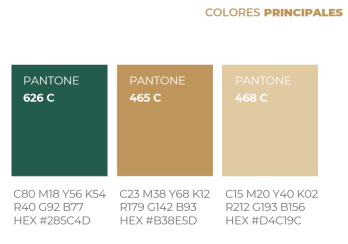 COLORES PRINCIPALES
PANTONE
626 C
PANTONE
465 C
PANTONE
468 C
C80 M18 Y56 K54
R40 G92 B77
HEX #285C4D
C23 M38 Y68 K12
R179 G142 B93
HEX #B38E5D
C15 M20 Y40 K02
R212 G193 B156
HEX #D4C19C